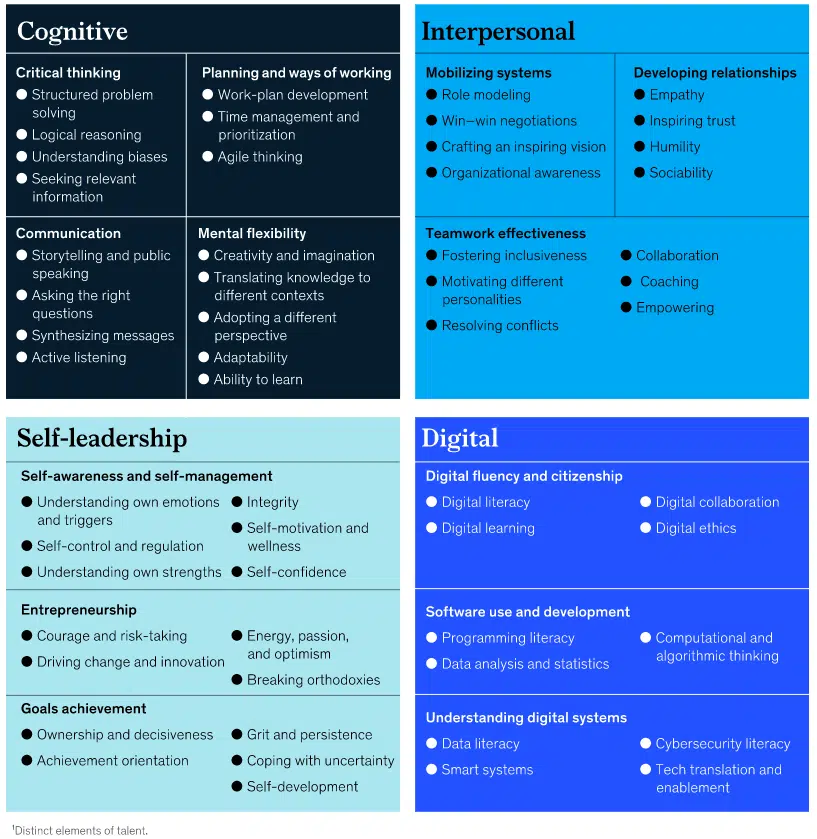 Cognitive
Critical thinking
Structured problem
solving
Logical reasoning
Understanding biases
Seeking relevant
information
Planning and ways of working
Work-plan development
Time management and
prioritization
Agile thinking
Communication
Storytelling and public
speaking
Asking the right
questions
Synthesizing messages
Active listening
Mental flexibility
Creativity and imagination
Translating knowledge to
different contexts
Adopting a different
perspective
Adaptability
Ability to learn
Interpersonal
Mobilizing systems
Role modeling
Win–win negotiations
Crafting an inspiring vision
Organizational awareness
Developing relationships
Empathy
Inspiring trust
Humility
Sociability
Teamwork effectiveness
Fostering inclusiveness
Motivating different
personalities
Resolving conflicts
Collaboration
Coaching
Empowering
Self-leadership
Self-awareness and self-management
Understanding own emotions
and triggers
Self-control and regulation
Understanding own strengths
Integrity
Self-motivation and
wellness
Self-confidence
Entrepreneurship
Courage and risk-taking
Driving change and innovation
Energy, passion,
and optimism
Breaking orthodoxies
Goals achievement
Ownership and decisiveness
Achievement orientation
Grit and persistence
Coping with uncertainty
Self-development
Digital
Digital fluency and citizenship
Digital literacy
Digital learning
Digital collaboration
Digital ethics
Software use and development
Programming literacy
Data analysis and statistics
Computational and
algorithmic thinking
Understanding digital systems
Data literacy
Smart systems
Cybersecurity literacy
Tech translation and
enablement
¹Distinct elements of talent.